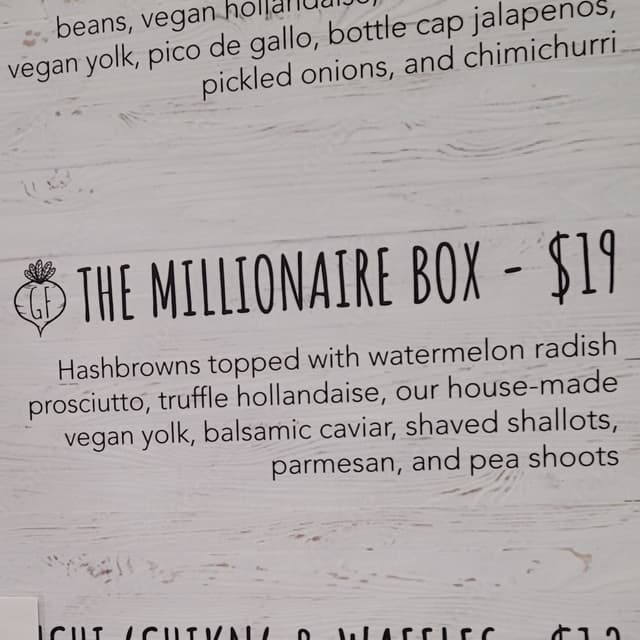 beans, vegan hollandaise,
vegan yolk, pico de gallo, bottle cap jalapenos,
pickled onions, and chimichurri
GF THE MILLIONAIRE BOX - $19
Hashbrowns topped with watermelon radish
prosciutto, truffle hollandaise, our house-made
vegan yolk, balsamic caviar, shaved shallots,
parmesan, and pea shoots
& WAFFLES